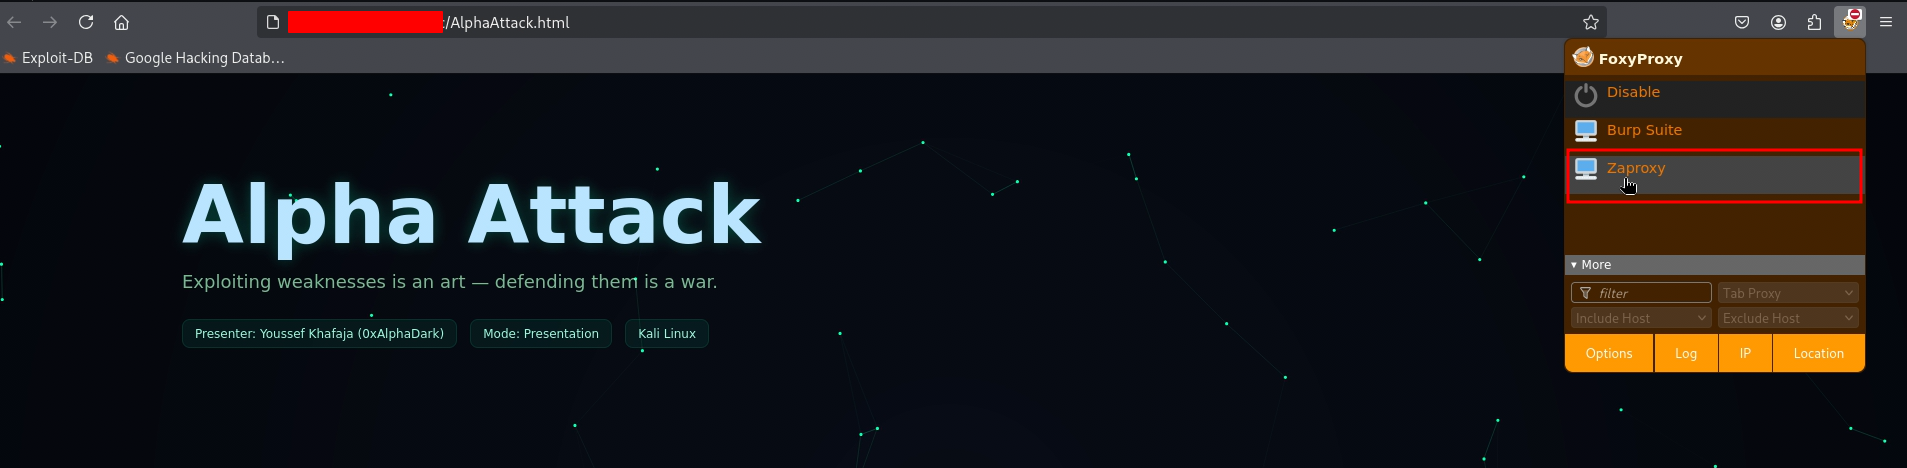 /AlphaAttack.html
Exploit-DB Google Hacking Datab…
FoxyProxy
Disable
Burp Suite
Zaproxy
More
filter Tab Proxy
Include Host Exclude Host
Options Log IP Location
Alpha Attack
Exploiting weaknesses is an art — defending them is a war.
Presenter: Youssef Khafaja (0xAlphaDark) Mode: Presentation Kali Linux